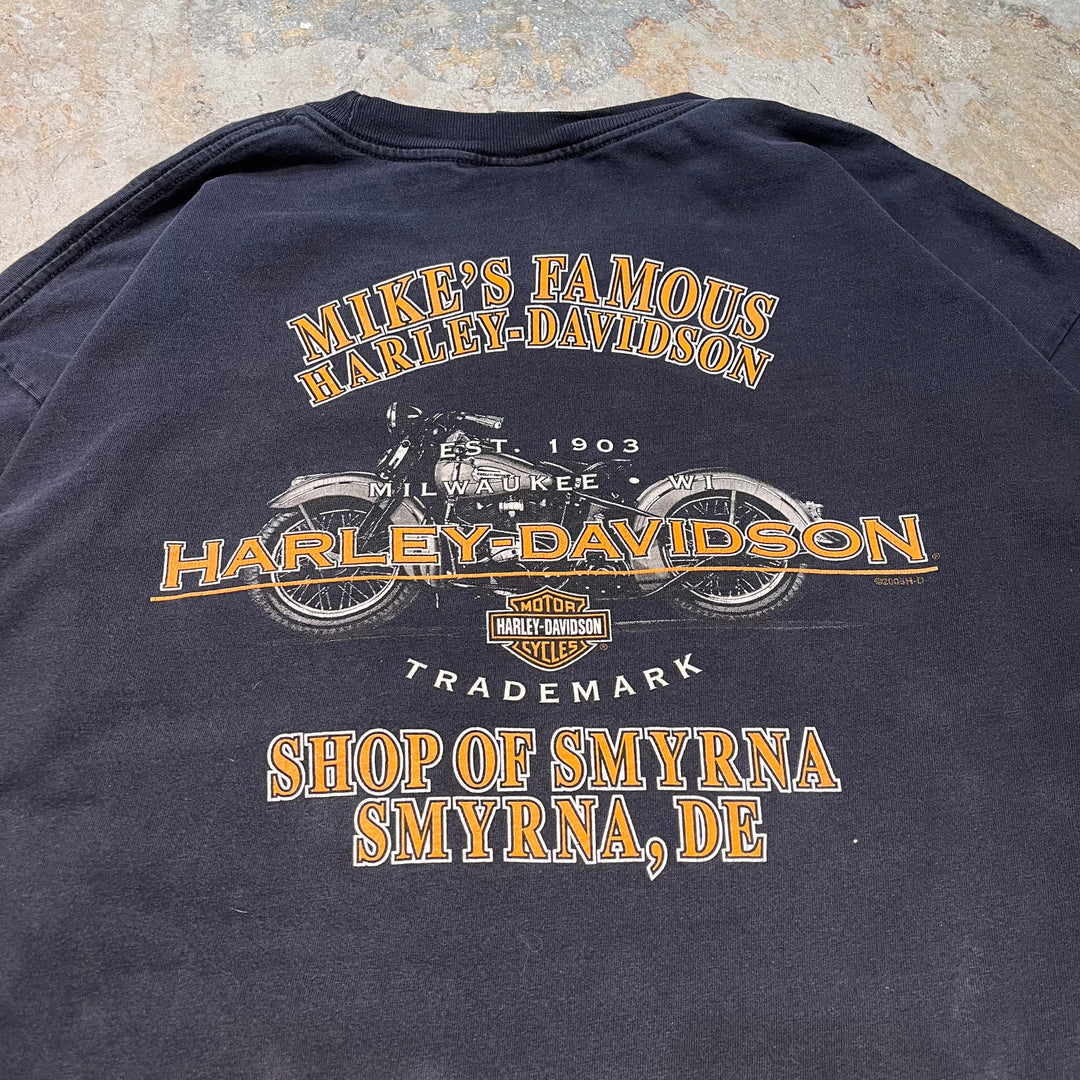 MIKE'S FAMOUS
HARLEY-DAVIDSON
EST. 1903
MILWAUKEE • WI
HARLEY-DAVIDSON®
©2003H-D
MOTOR
HARLEY-DAVIDSON
CYCLES®
TRADEMARK
SHOP OF SMYRNA
SMYRNA, DE